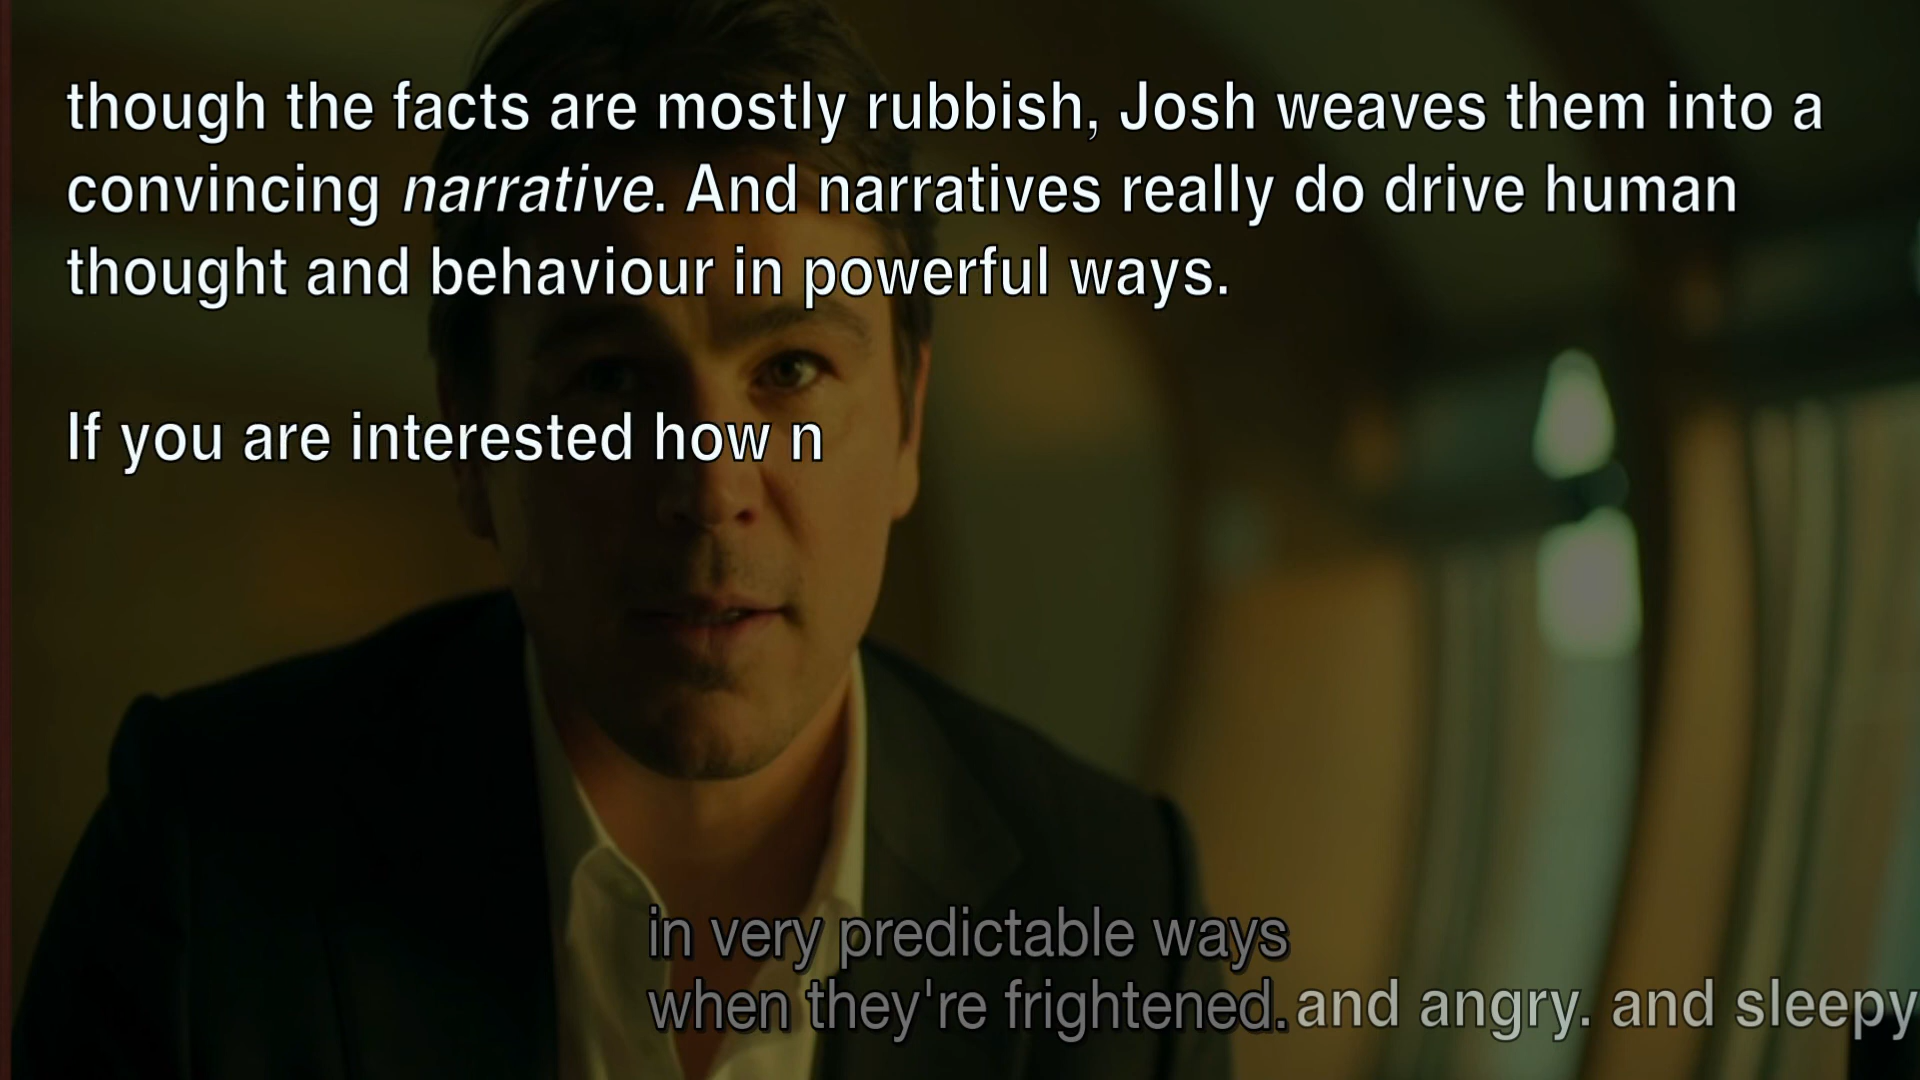 though the facts are mostly rubbish, Josh weaves them into a
convincing narrative. And narratives really do drive human
thought and behaviour in powerful ways.
If you are interested how n
in very predictable ways
when they're frightened. and angry. and sleepy